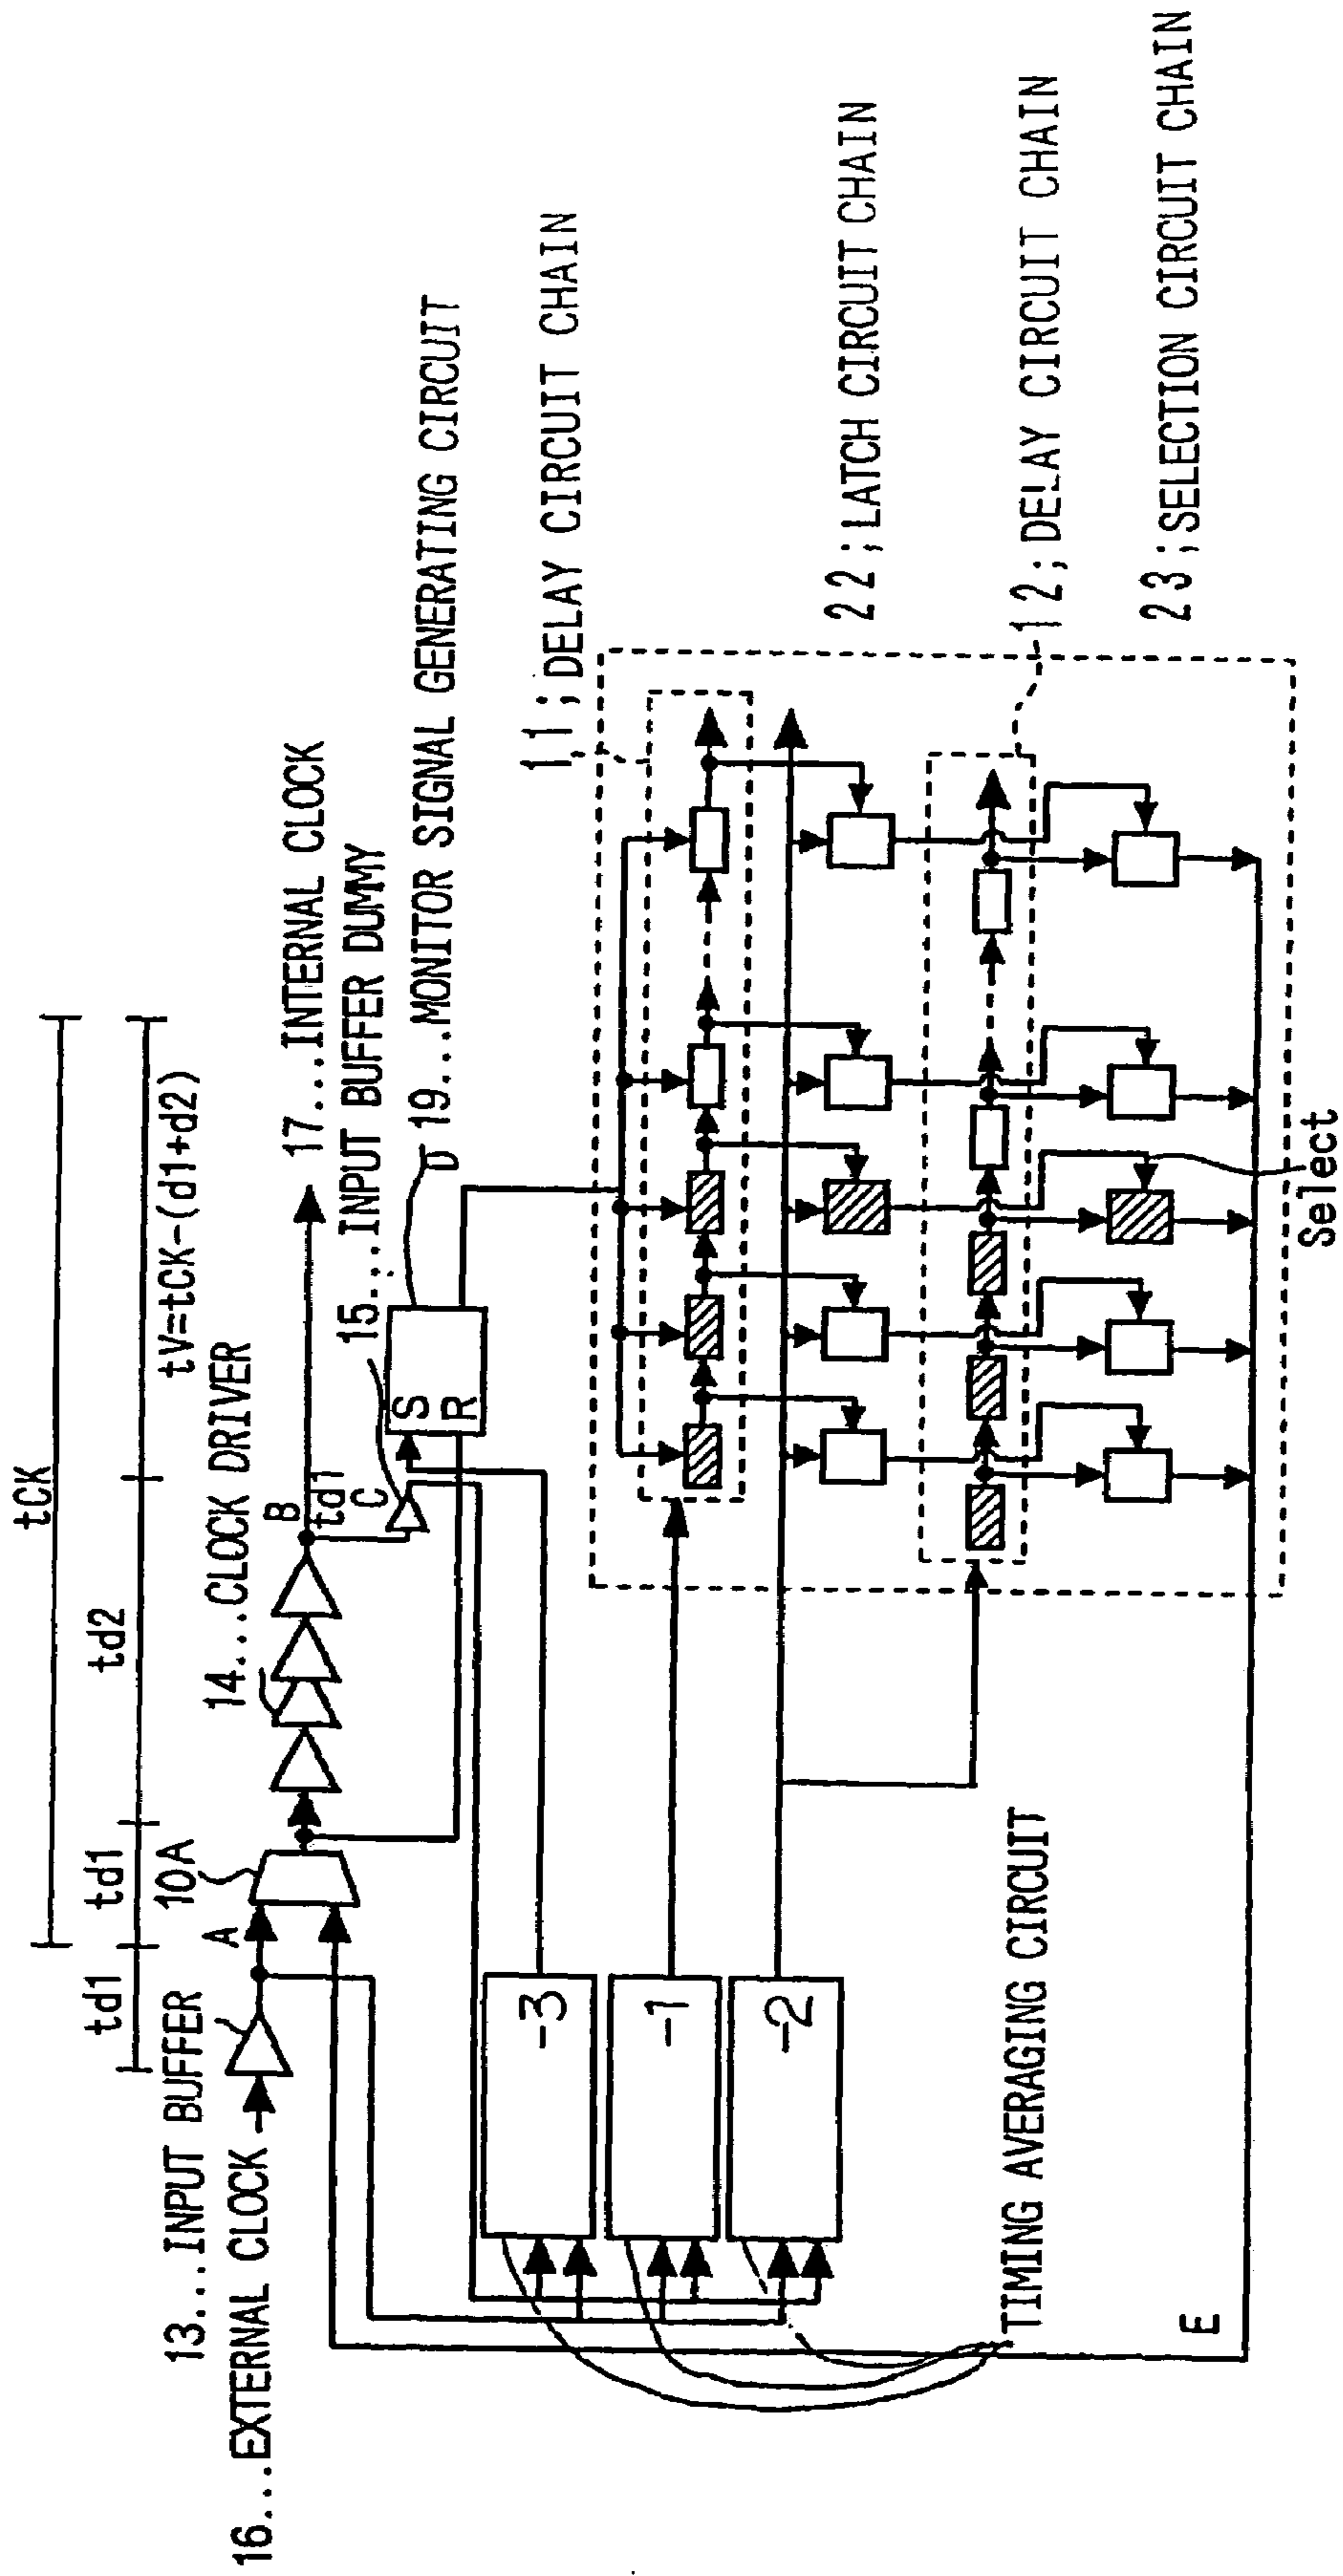 tCK
td1
td1
td2
tV=tCK-(d1+d2)
13...INPUT BUFFER
16...EXTERNAL CLOCK
A
10A
14...CLOCK DRIVER
B
td1
C
17...INTERNAL CLOCK
15...INPUT BUFFER DUMMY
D
19...MONITOR SIGNAL GENERATING CIRCUIT
S
R
-3
-1
-2
11;DELAY CIRCUIT CHAIN
22;LATCH CIRCUIT CHAIN
12;DELAY CIRCUIT CHAIN
23;SELECTION CIRCUIT CHAIN
TIMING AVERAGING CIRCUIT
E
Select